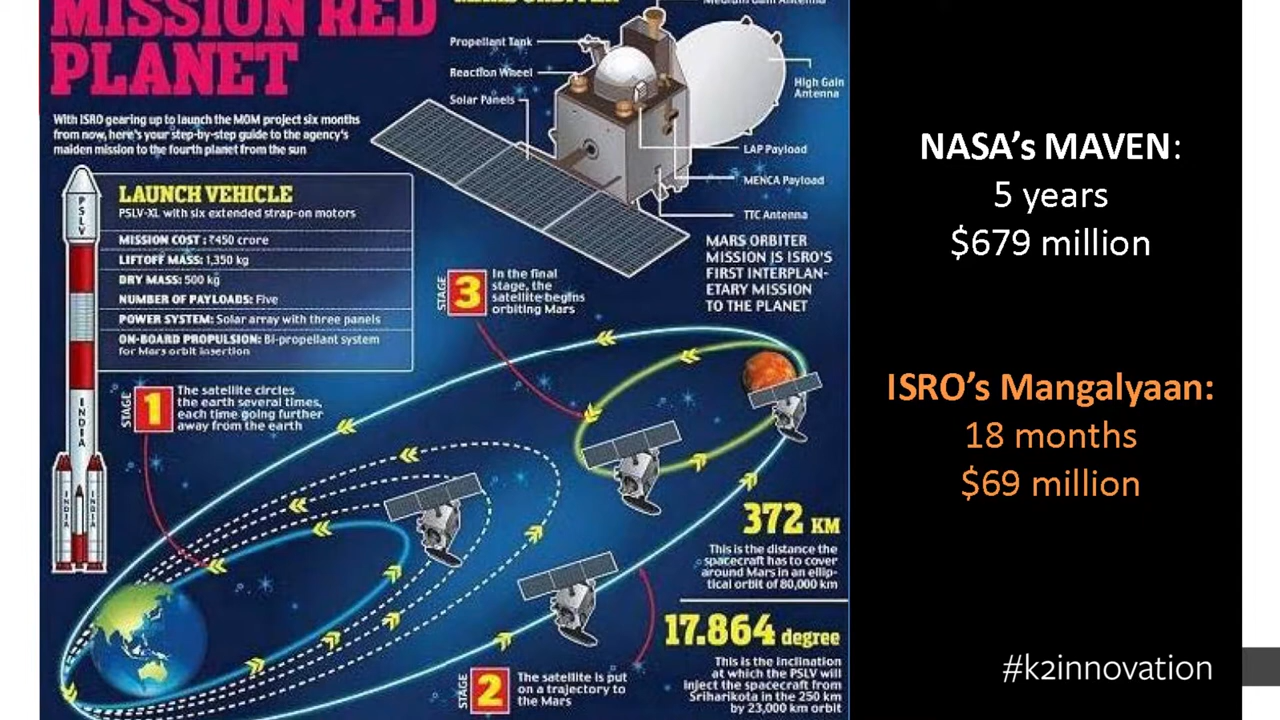 MISSION RED
PLANET
With ISRO gearing up to launch the MOM project six months
from now, here's your step-by-step guide to the agency's
maiden mission to the fourth planet from the sun
MARS ORBITER
Medium Gain Antenna
Propellant Tank
Reaction Wheel
Solar Panels
High Gain
Antenna
LAP Payload
MENCA Payload
TTC Antenna
MARS ORBITER
MISSION IS ISRO'S
FIRST INTERPLAN-
ETARY MISSION
TO THE PLANET
PSLV
INDIA
INDIA
INDIA
LAUNCH VEHICLE
PSLV-XL with six extended strap-on motors
MISSION COST : ₹450 crore
LIFTOFF MASS: 1,350 kg
DRY MASS: 500 kg
NUMBER OF PAYLOADS: Five
POWER SYSTEM: Solar array with three panels
ON-BOARD PROPULSION: Bi-propellant system
for Mars orbit insertion
STAGE 1
The satellite circles
the earth several times,
each time going further
away from the earth
STAGE 3
In the final
stage, the
satellite begins
orbiting Mars
STAGE 2
The satellite is put
on a trajectory to
the Mars
372 KM
This is the distance the
spacecraft has to cover
around Mars in an ellip-
tical orbit of 80,000 km
17.864 degree
This is the inclination
at which the PSLV will
inject the spacecraft from
Sriharikota in the 250 km
by 23,000 km orbit
NASA's MAVEN:
5 years
$679 million
ISRO's Mangalyaan:
18 months
$69 million
#k2innovation